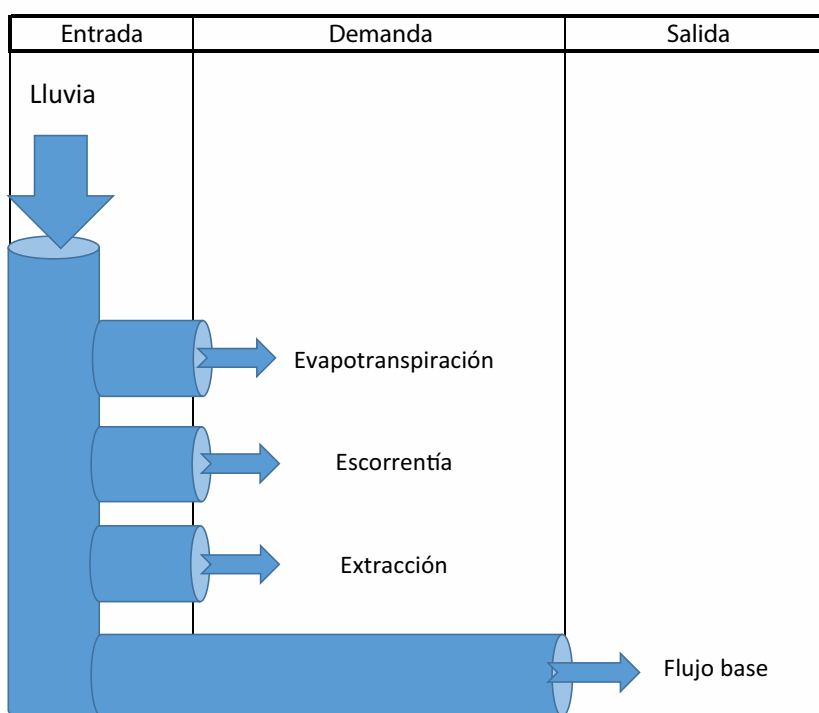 Entrada
Demanda
Salida
Lluvia
Evapotranspiración
Escorrentía
Extracción
Flujo base